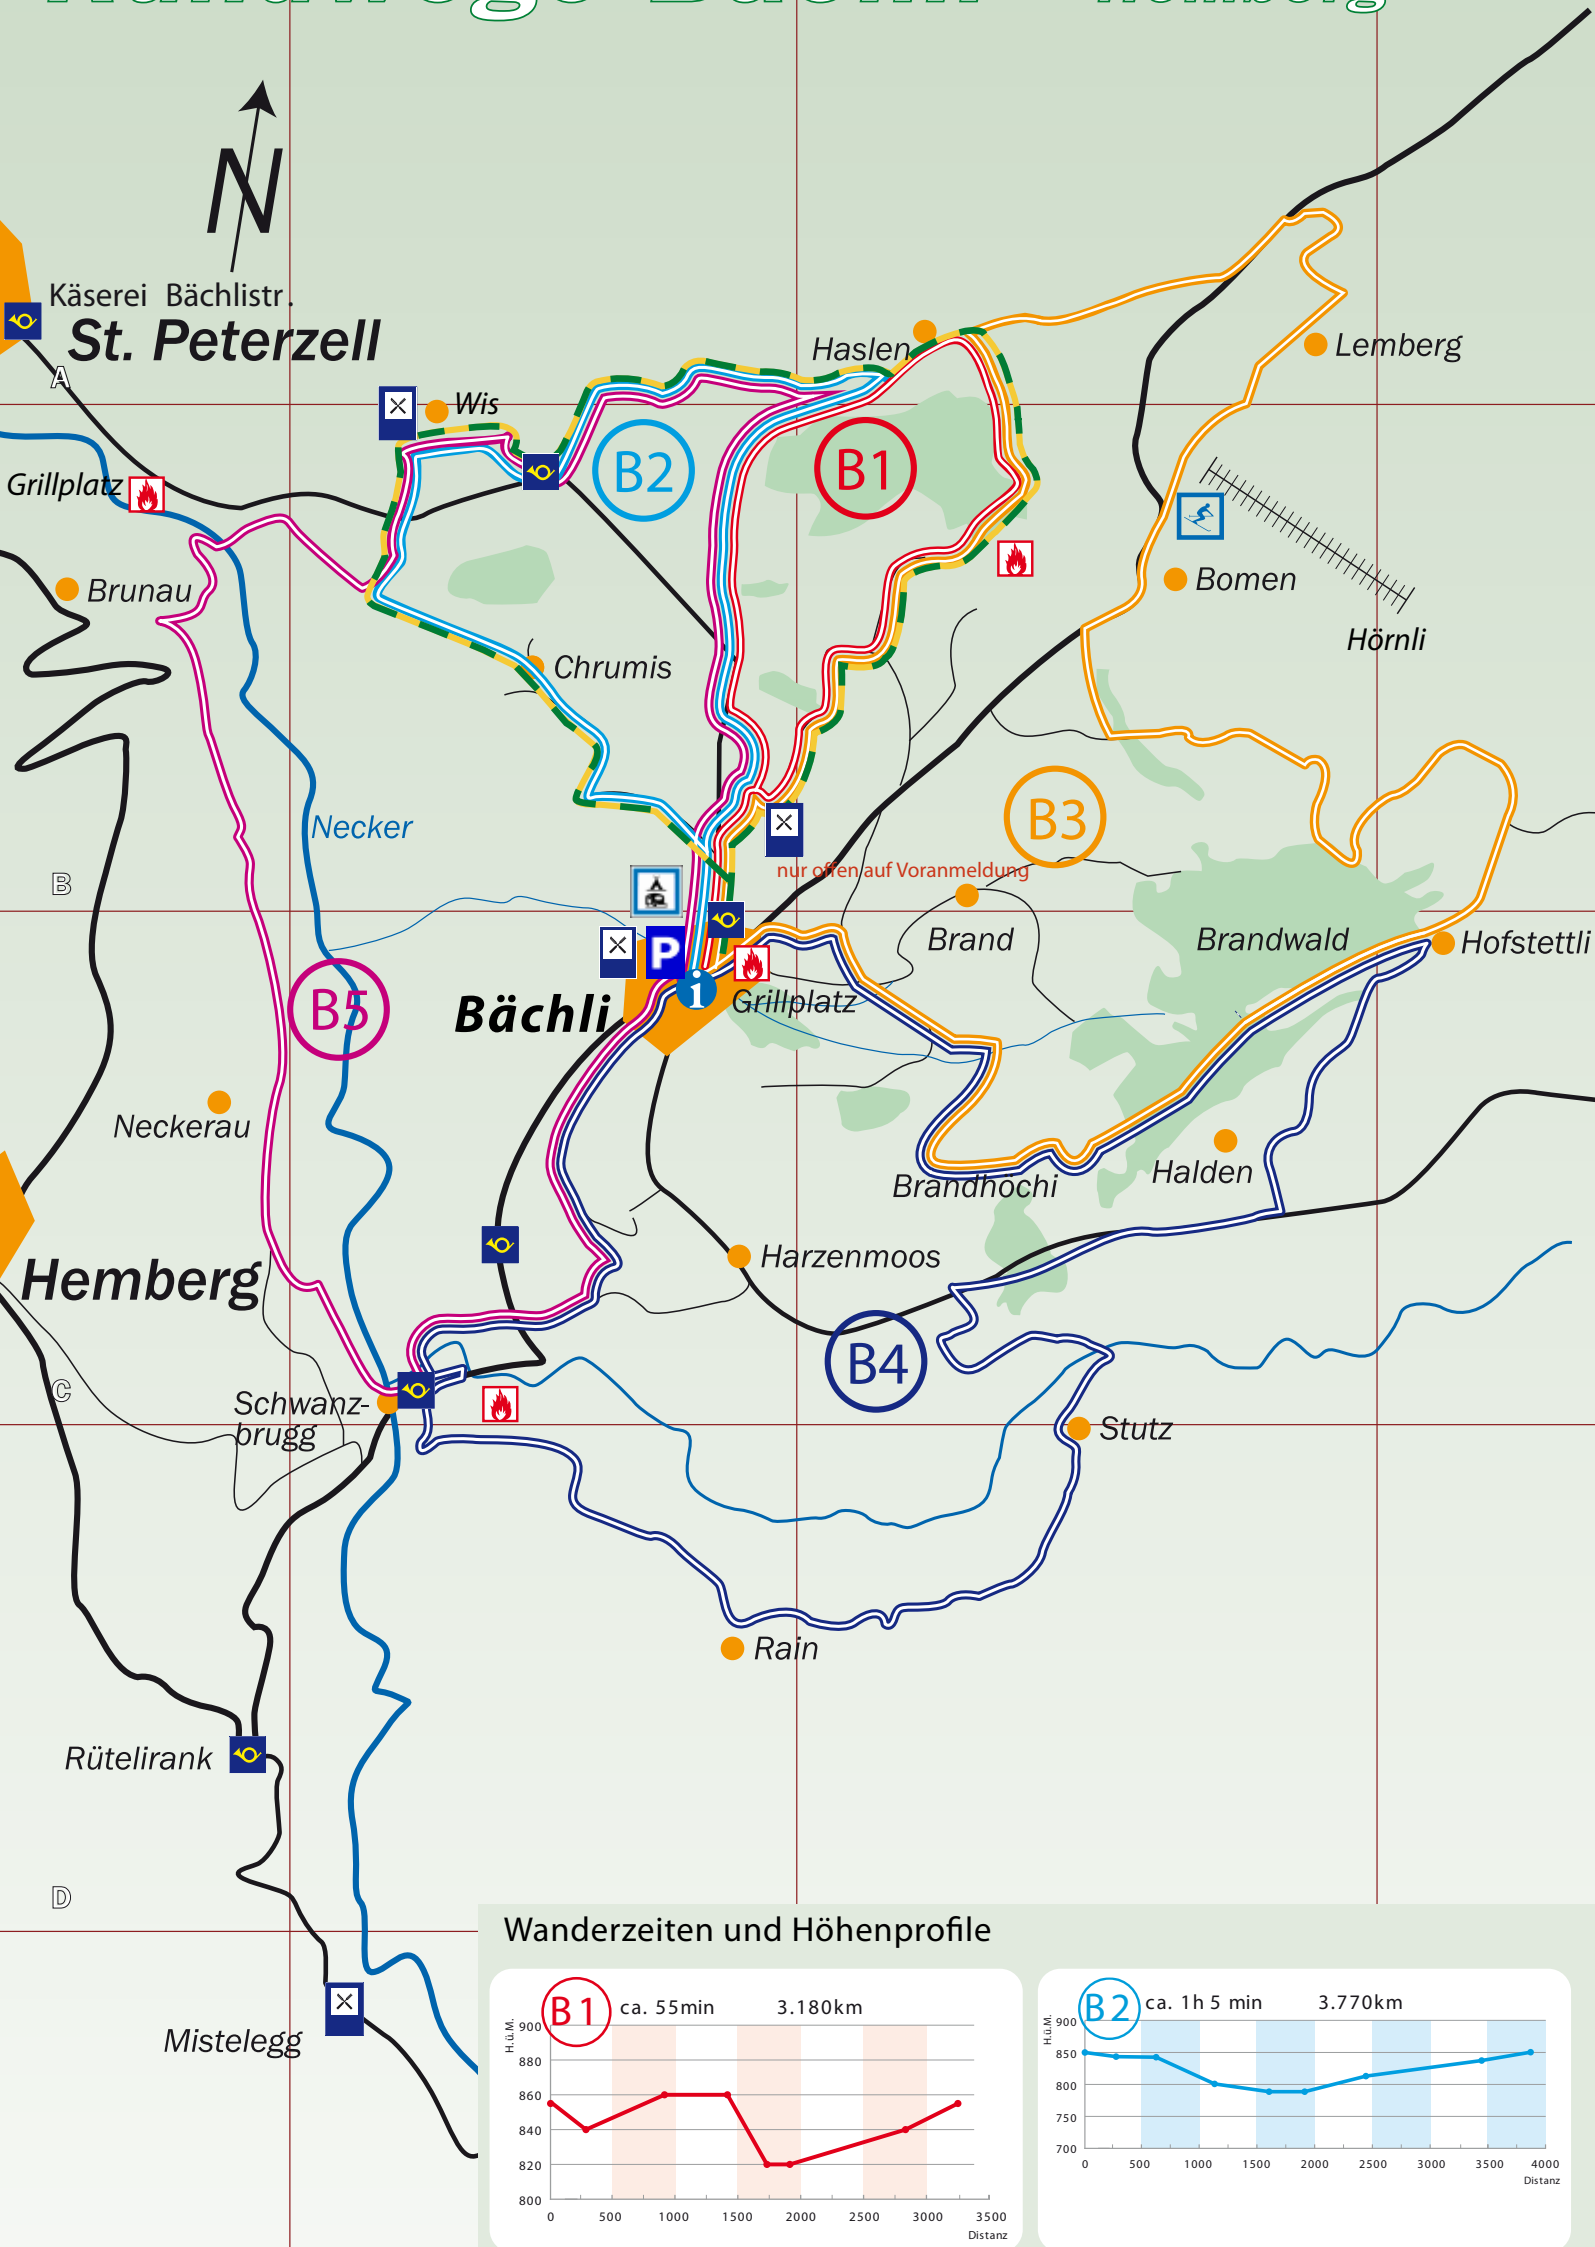 N
Käserei Bächlistr.
St. Peterzell
A
Haslen
Lemberg
Wis
B2
B1
Grillplatz
Brunau
Bomen
Hörnli
Chrumis
Necker
B3
nur offen auf Voranmeldung
B
Brand
Brandwald
Hofstettli
B5
Bächli
i
P
Grillplatz
Neckerau
Halden
Brandhöchi
Harzenmoos
Hemberg
B4
C
Schwanz-
brugg
Stutz
Rain
Rütelirank
D
Mistelegg
Wanderzeiten und Höhenprofile
B1 ca. 55min 3.180km
H.ü.M.
900
880
860
840
820
800
0 500 1000 1500 2000 2500 3000 3500
Distanz
B2 ca. 1h 5 min 3.770km
H.ü.M.
900
850
800
750
700
0 500 1000 1500 2000 2500 3000 3500 4000
Distanz